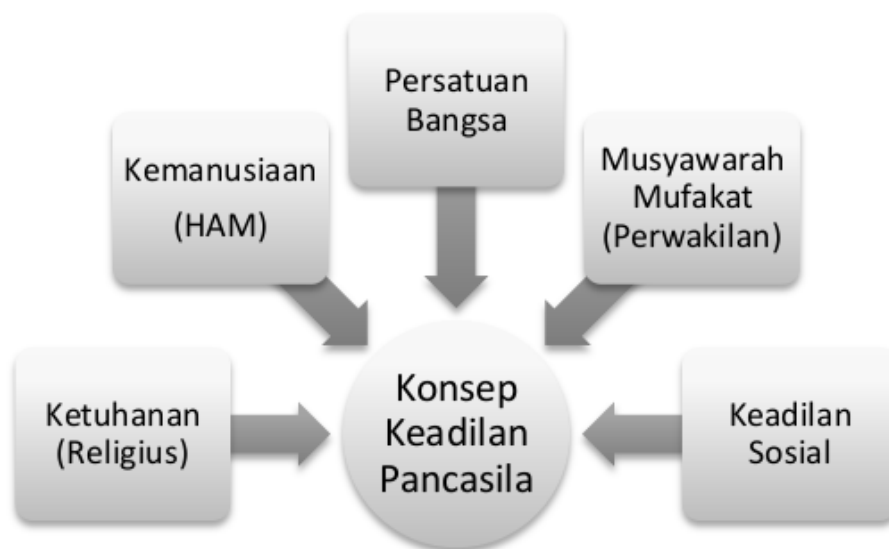 Persatuan
Bangsa
Kemanusiaan
(HAM)
Musyawarah
Mufakat
(Perwakilan)
Ketuhanan
(Religius)
Konsep
Keadilan
Pancasila
Keadilan
Sosial